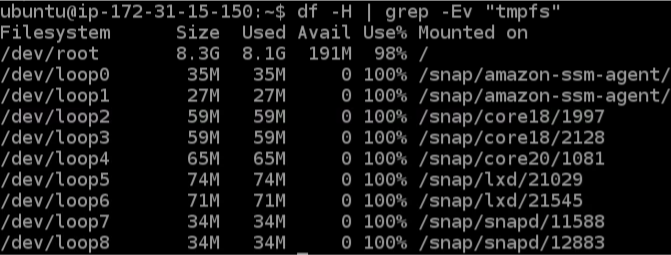 ubuntu@ip-172-31-15-150:~$ df -H | grep -Ev "tmpfs"
Filesystem      Size  Used Avail Use% Mounted on
/dev/root       8.3G  8.1G  191M  98% /
/dev/loop0       35M   35M     0 100% /snap/amazon-ssm-agent/
/dev/loop1       27M   27M     0 100% /snap/amazon-ssm-agent/
/dev/loop2       59M   59M     0 100% /snap/core18/1997
/dev/loop3       59M   59M     0 100% /snap/core18/2128
/dev/loop4       65M   65M     0 100% /snap/core20/1081
/dev/loop5       74M   74M     0 100% /snap/lxd/21029
/dev/loop6       71M   71M     0 100% /snap/lxd/21545
/dev/loop7       34M   34M     0 100% /snap/snapd/11588
/dev/loop8       34M   34M     0 100% /snap/snapd/12883